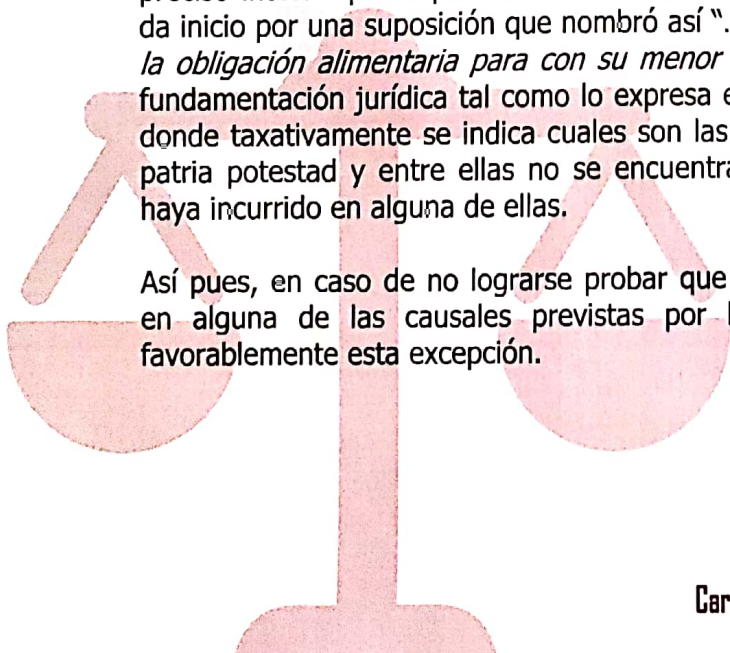 da inicio por una suposición que nombró así ".
la obligación alimentaria para con su menor
fundamentación jurídica tal como lo expresa e
donde taxativamente se indica cuales son las
patria potestad y entre ellas no se encuentra
haya incurrido en alguna de ellas.
Así pues, en caso de no lograrse probar que
en alguna de las causales previstas por l
favorablemente esta excepción.
Car